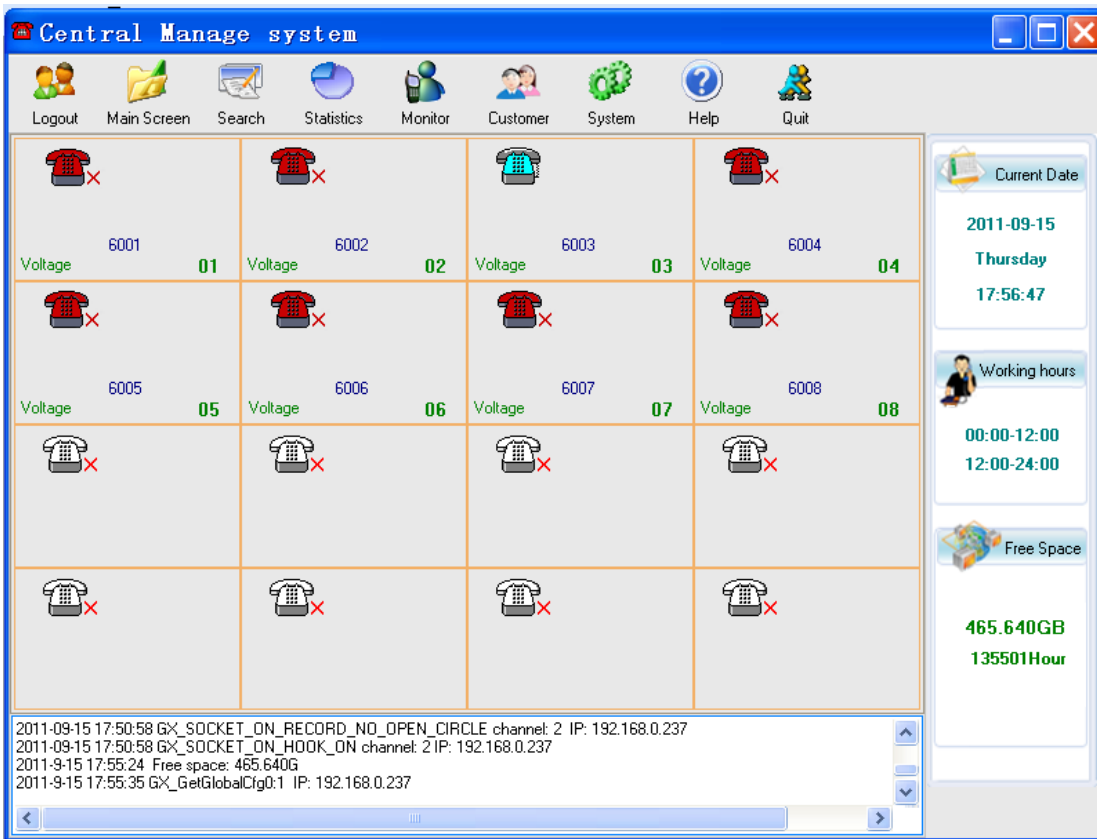 Central Manage system
Logout Main Screen Search Statistics Monitor Customer System Help Quit
6001 6002 6003 6004
Voltage 01 Voltage 02 Voltage 03 Voltage 04
6005 6006 6007 6008
Voltage 05 Voltage 06 Voltage 07 Voltage 08
Current Date
2011-09-15
Thursday
17:56:47
Working hours
00:00-12:00
12:00-24:00
Free Space
465.640GB
135501Hour
2011-09-15 17:50:58 GX_SOCKET_ON_RECORD_NO_OPEN_CIRCLE channel: 2 IP: 192.168.0.237
2011-09-15 17:50:58 GX_SOCKET_ON_HOOK_ON channel: 2 IP: 192.168.0.237
2011-9-15 17:55:24 Free space: 465.640G
2011-9-15 17:55:35 GX_GetGlobalCfg0:1 IP: 192.168.0.237